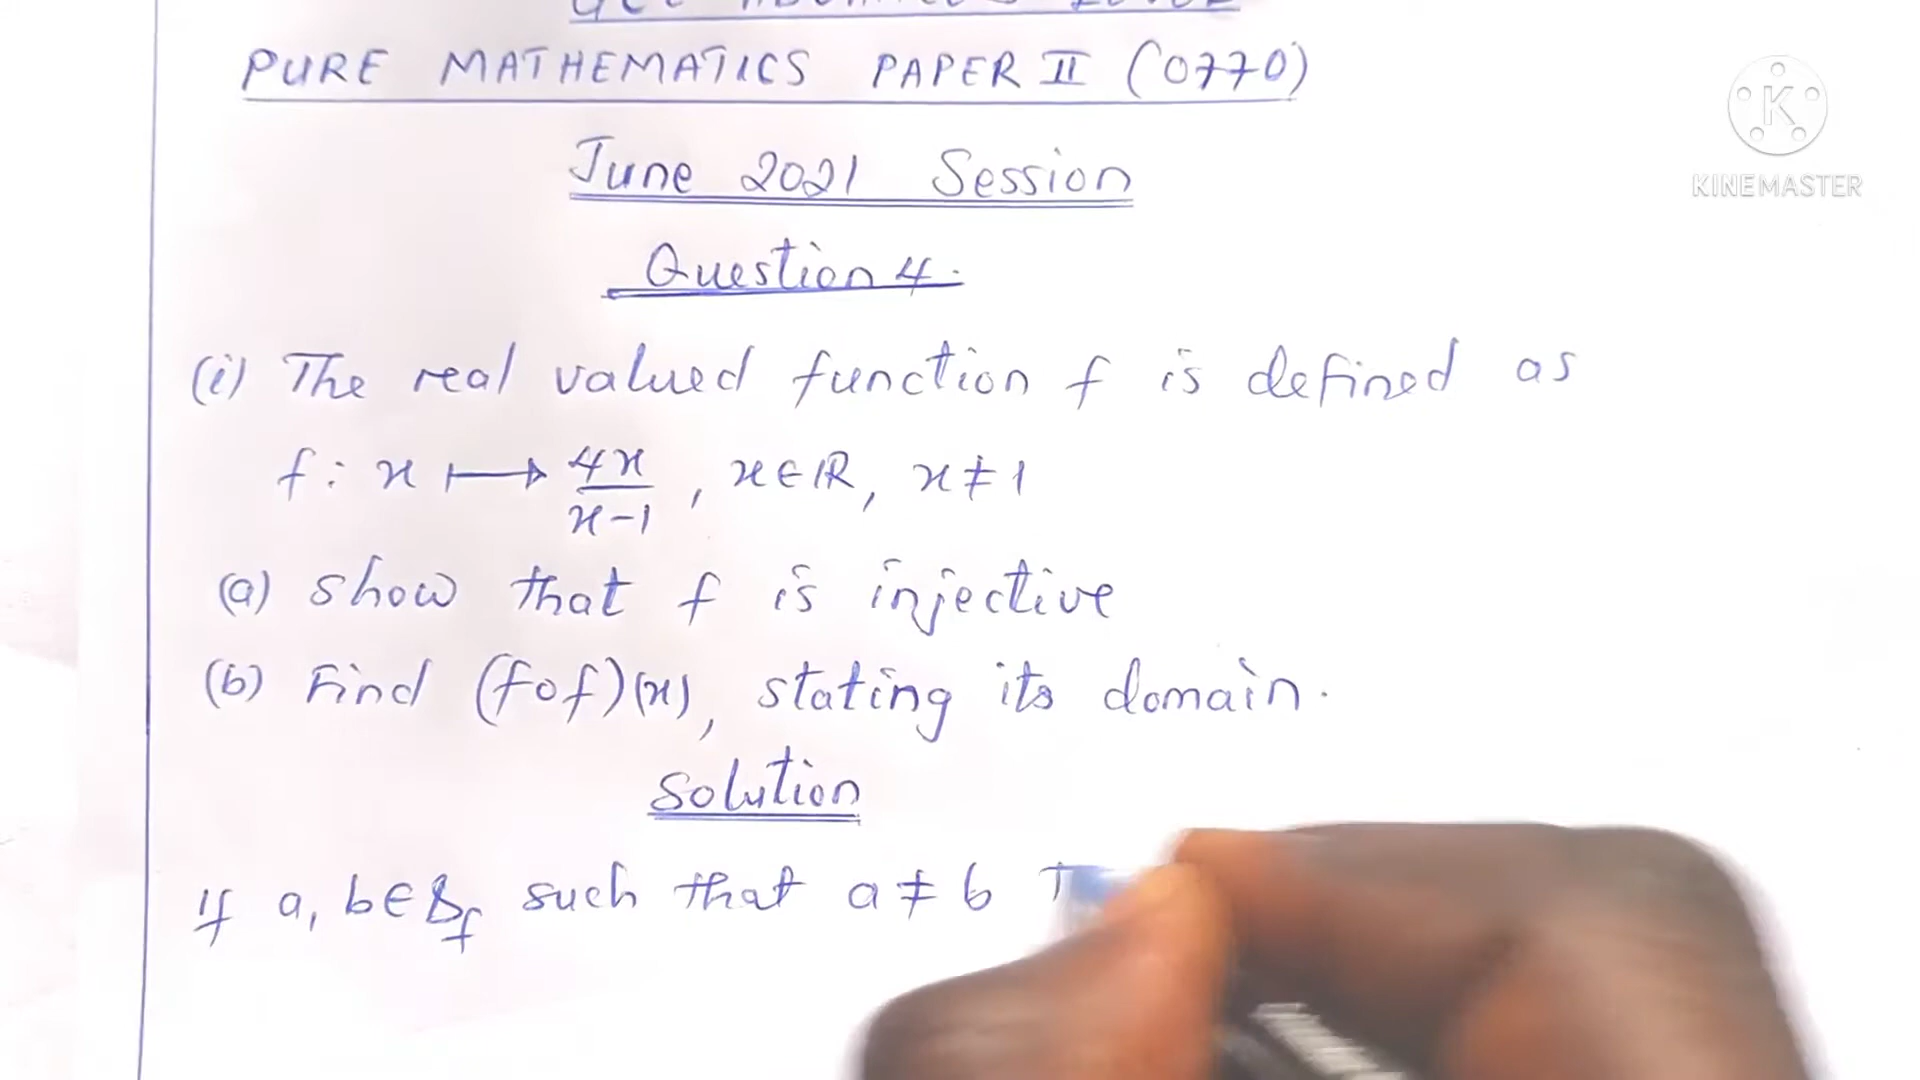 PURE MATHEMATICS PAPER II (0770)
June 2021 Session
Question 4.
(i) The real valued function f is defined as
f: x ↦ 4x/x-1, x∈ℝ, x≠1
(a) show that f is injective
(b) Find (fof)(x), stating its domain.
Solution
If a, b∈D_f such that a≠b
K
KINEMASTER